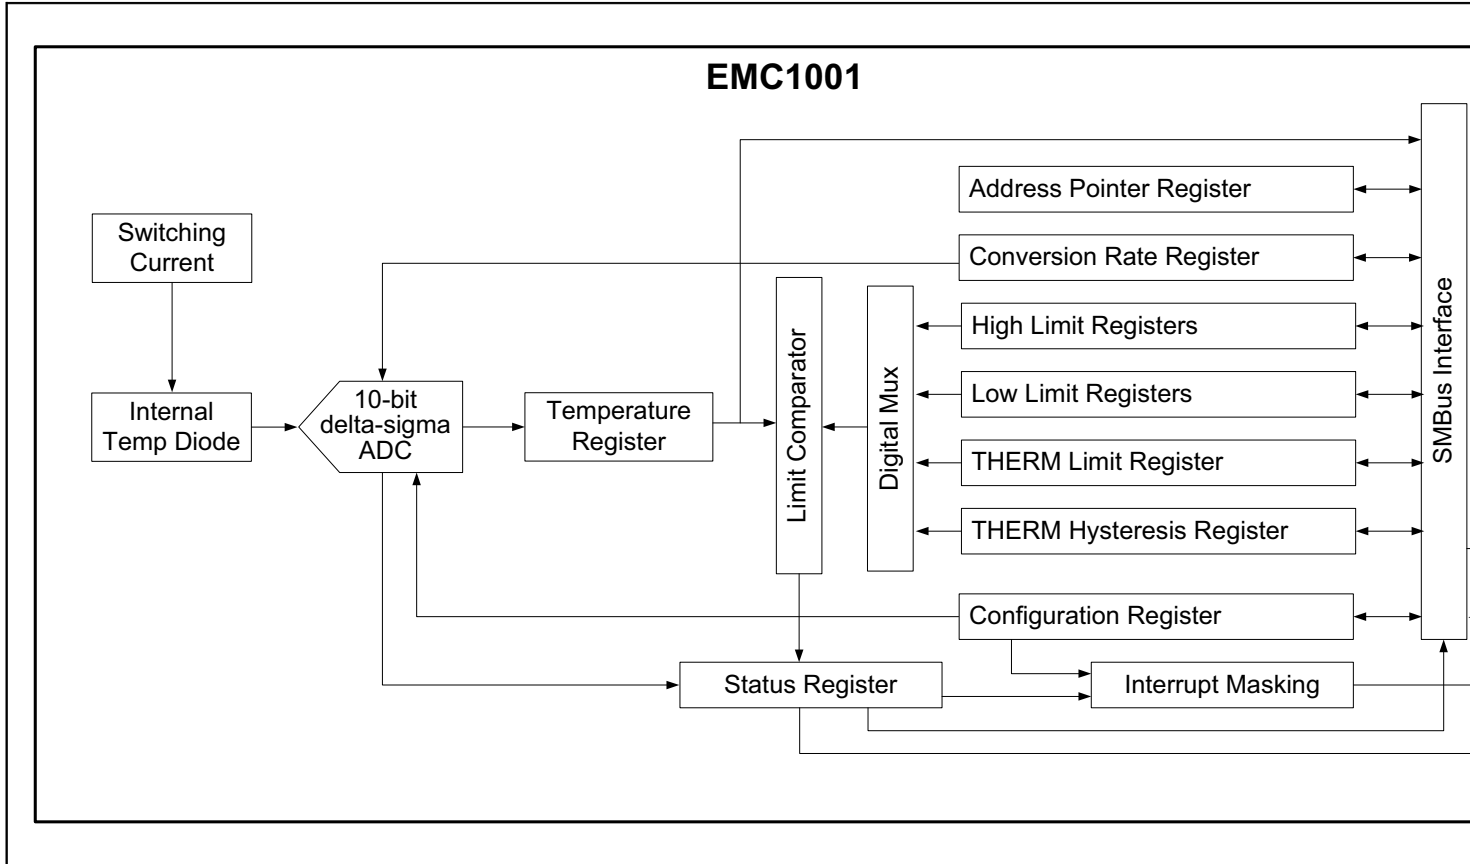 EMC1001
Address Pointer Register
Switching
Current
Conversion Rate Register
High Limit Registers
Low Limit Registers
Internal
Temp Diode
10-bit
delta-sigma
ADC
Temperature
Register
Limit Comparator
Digital Mux
SMBus Interface
THERM Limit Register
THERM Hysteresis Register
Configuration Register
Status Register
Interrupt Masking